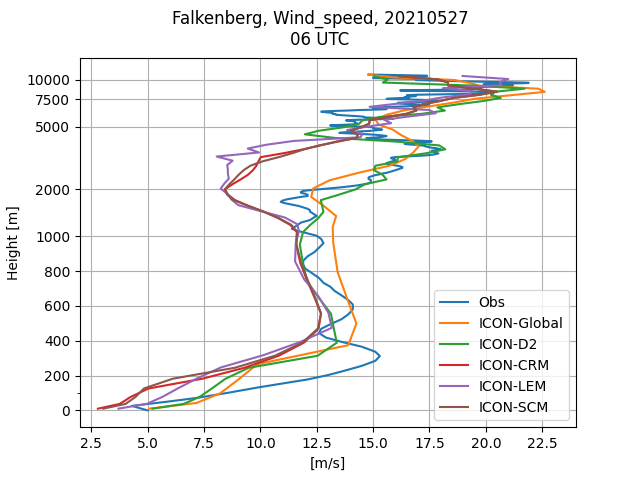 Falkenberg, Wind_speed, 20210527
06 UTC
Height [m]
10000
7500
5000
2000
1000
800
600
400
200
0
Obs
ICON-Global
ICON-D2
ICON-CRM
ICON-LEM
ICON-SCM
2.5 5.0 7.5 10.0 12.5 15.0 17.5 20.0 22.5
[m/s]